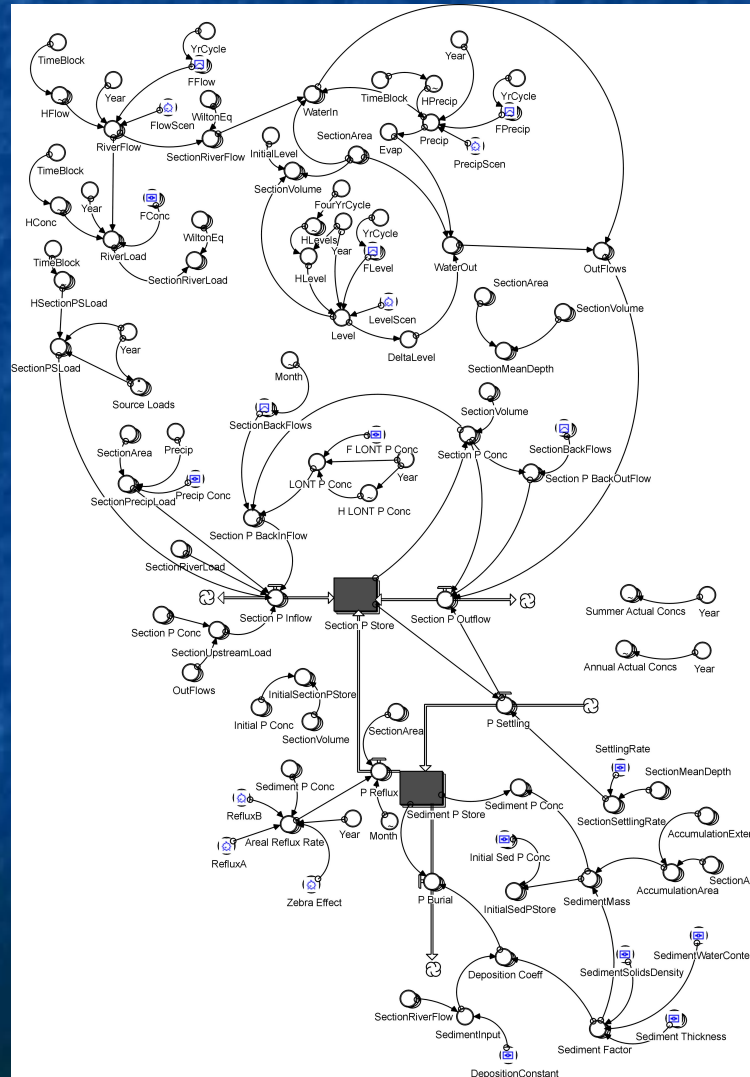 YrCycle
TimeBlock
FFlow
Year
HFlow
FlowScen
WiltonEq
RiverFlow
SectionRiverFlow
WaterIn
Year
TimeBlock
HPrecip
YrCycle
FPrecip
Precip
Evap
PrecipScen
SectionArea
InitialLevel
SectionVolume
TimeBlock
Year
FConc
HConc
WiltonEq
RiverLoad
SectionRiverLoad
FourYrCycle
HLevels
Year
YrCycle
HLevel
FLevel
LevelScen
Level
DeltaLevel
WaterOut
OutFlows
TimeBlock
HSectionPSLoad
SectionArea
SectionVolume
SectionMeanDepth
Year
SectionPSLoad
Source Loads
Month
SectionBackFlows
SectionVolume
SectionBackFlows
Section P Conc
Section P BackOutFlow
SectionArea
Precip
Precip Conc
SectionPrecipLoad
F LONT P Conc
LONT P Conc
Year
H LONT P Conc
Section P BackInFlow
SectionRiverLoad
Section P Inflow
Section P Store
Section P Outflow
Summer Actual Concs
Year
Section P Conc
SectionUpstreamLoad
OutFlows
Annual Actual Concs
Year
InitialSectionPStore
Initial P Conc
SectionVolume
P Settling
SectionArea
SettlingRate
SectionMeanDepth
SectionSettlingRate
Sediment P Conc
P Reflux
Sediment P Store
Sediment P Conc
RefluxB
Areal Reflux Rate
Year
Month
RefluxA
Zebra Effect
AccumulationExten
Initial Sed P Conc
SectionA
AccumulationArea
InitialSedPStore
SedimentMass
P Burial
SedimentWaterConte
SedimentSolidsDensity
Deposition Coeff
SectionRiverFlow
SedimentInput
Sediment Factor
Sediment Thickness
DepositionConstant